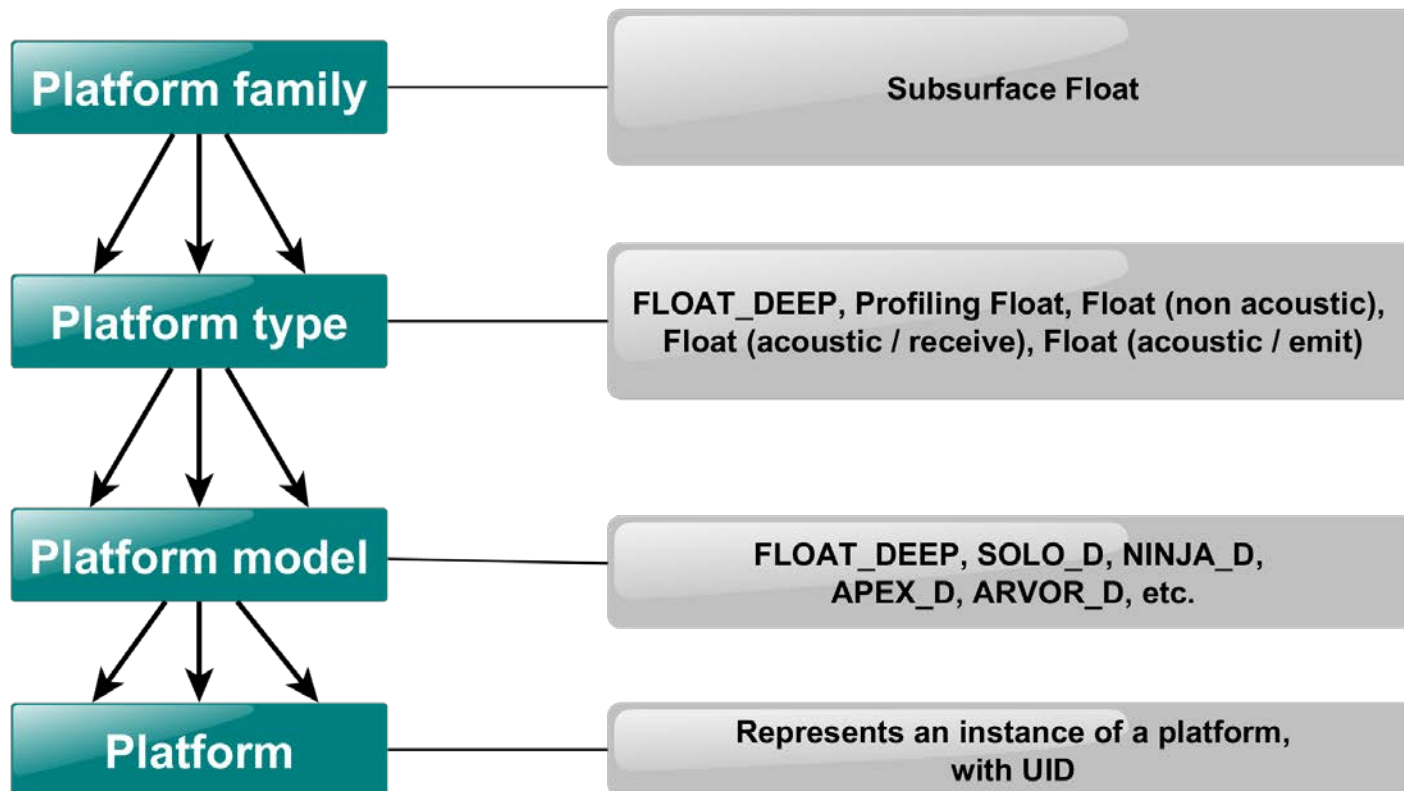 Platform family
Subsurface Float
Platform type
FLOAT_DEEP, Profiling Float, Float (non acoustic),
Float (acoustic / receive), Float (acoustic / emit)
Platform model
FLOAT_DEEP, SOLO_D, NINJA_D,
APEX_D, ARVOR_D, etc.
Platform
Represents an instance of a platform,
with UID